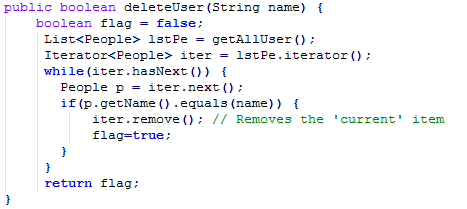 public boolean deleteUser(String name) {
    boolean flag = false;
     List<People> lstPe = getAllUser();
     Iterator<People> iter = lstPe.iterator();
     while(iter.hasNext()) {
       People p = iter.next();
       if(p.getName().equals(name)) {
           iter.remove(); // Removes the 'current' item
           flag=true;
       }
     }
     return flag;
}